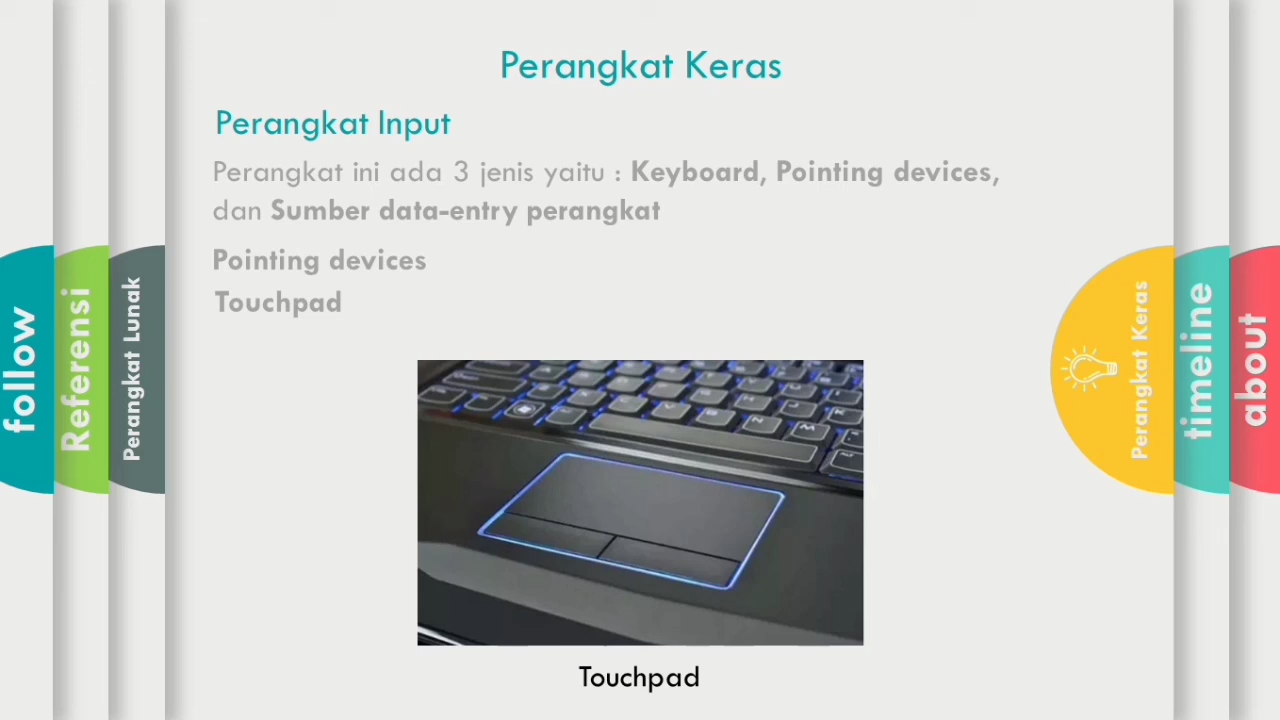 Perangkat Keras
Perangkat Input
Perangkat ini ada 3 jenis yaitu : Keyboard, Pointing devices,
dan Sumber data-entry perangkat
Pointing devices
Touchpad
Touchpad
follow
Referensi
Perangkat Lunak
Perangkat Keras
timeline
about